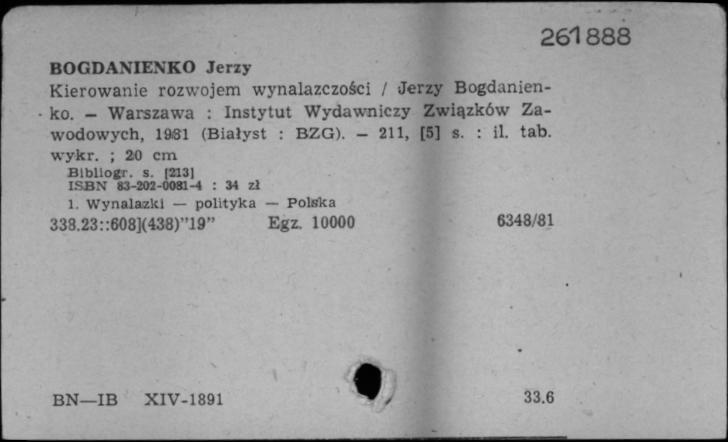 261888
BOGDANIENKO Jerzy
Kierowanie rozwojem wynalazczości / Jerzy Bogdanien-
ko. — Warszawa : Instytut Wydawniczy Związków Za-
wodowych, 1981 (Białyst : BZG). — 211, [5] s. : il. tab.
wykr. ; 20 cm
Bibliogr. s. [213]
ISBN 83-202-0081-4 : 34 zł
1. Wynalazki — polityka — Polska
338.23::608](438)"19" Egz. 10000 6348/81
BN—IB XIV-1891 33.6